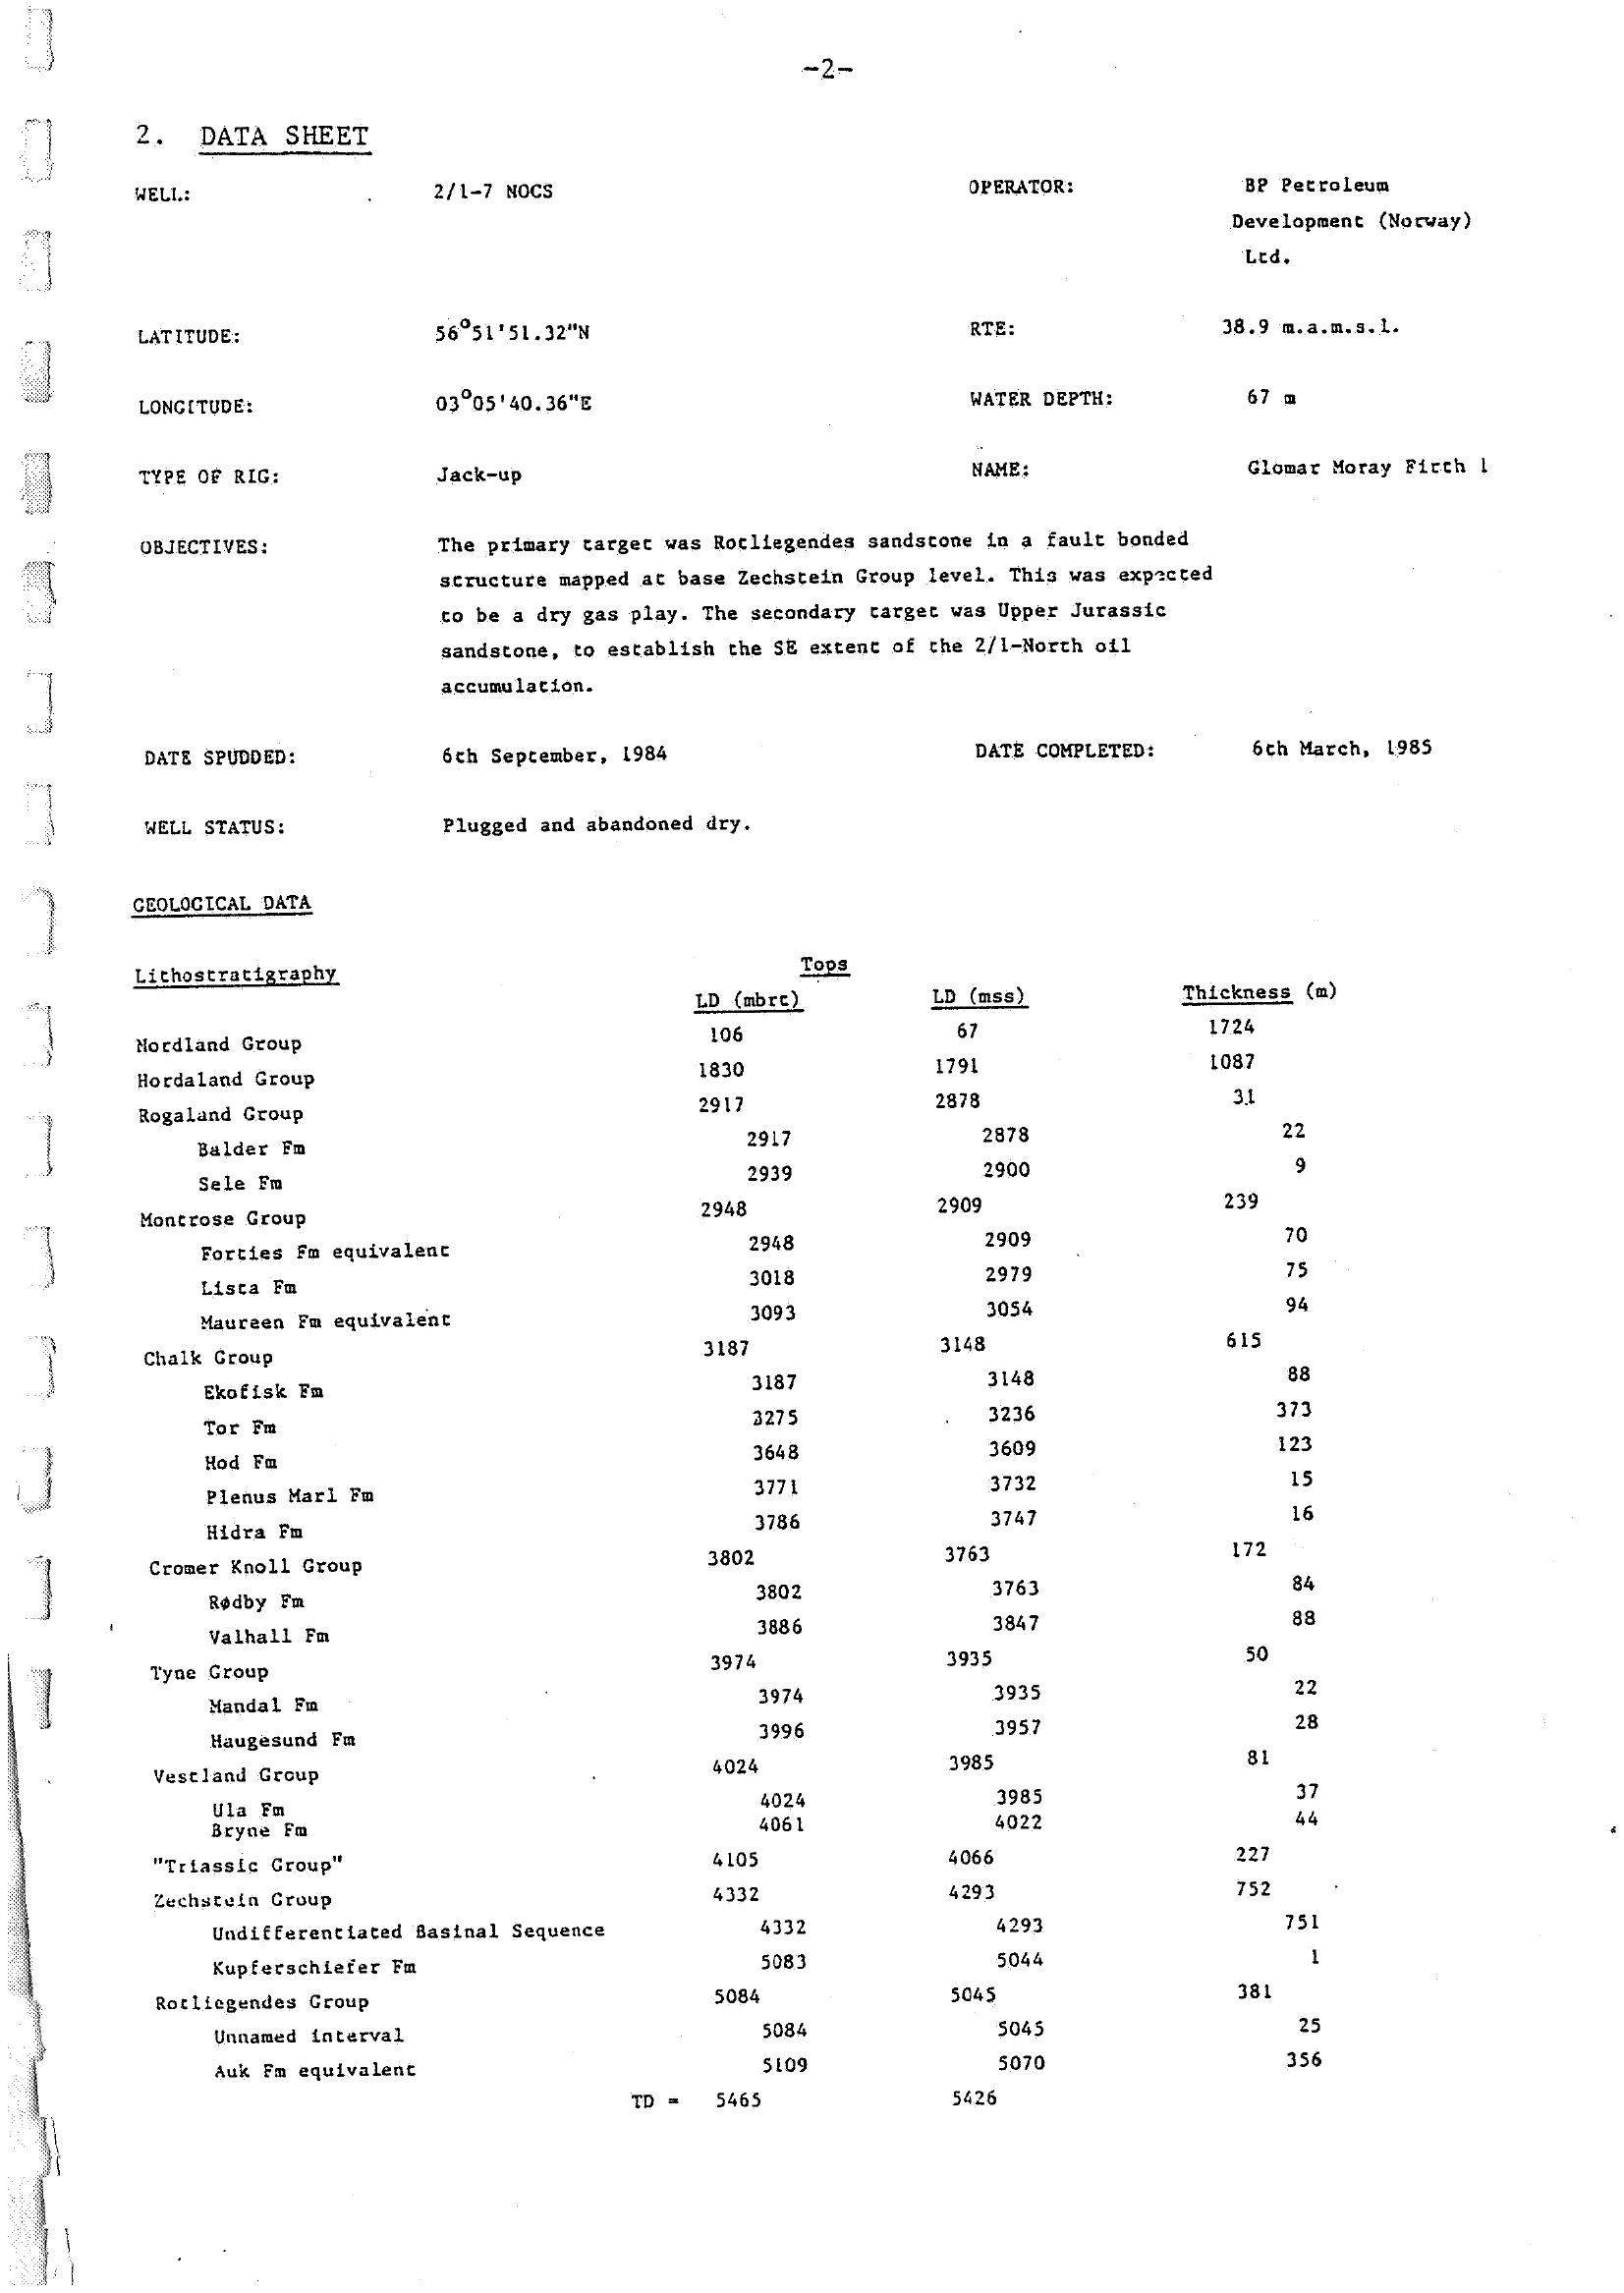 -2-
2. DATA SHEET
WELL: 2/1-7 NOCS OPERATOR: BP Petroleum
Development (Norway)
Ltd.
LATITUDE: 56°51'51.32"N RTE: 38.9 m.a.m.s.l.
LONGITUDE: 03°05'40.36"E WATER DEPTH: 67 m
TYPE OF RIG: Jack-up NAME: Glomar Moray Firth 1
OBJECTIVES: The primary target was Rotliegendes sandstone in a fault bonded
structure mapped at base Zechstein Group level. This was expected
to be a dry gas play. The secondary target was Upper Jurassic
sandstone, to establish the SE extent of the 2/1-North oil
accumulation.
DATE SPUDDED: 6th September, 1984 DATE COMPLETED: 6th March, 1985
WELL STATUS: Plugged and abandoned dry.
GEOLOGICAL DATA
Lithostratigraphy Tops
LD (mbrt) LD (mss) Thickness (m)
Nordland Group 106 67 1724
Hordaland Group 1830 1791 1087
Rogaland Group 2917 2878 31
Balder Fm 2917 2878 22
Sele Fm 2939 2900 9
Montrose Group 2948 2909 239
Forties Fm equivalent 2948 2909 70
Lista Fm 3018 2979 75
Maureen Fm equivalent 3093 3054 94
Chalk Group 3187 3148 615
Ekofisk Fm 3187 3148 88
Tor Fm 3275 3236 373
Hod Fm 3648 3609 123
Plenus Marl Fm 3771 3732 15
Hidra Fm 3786 3747 16
Cromer Knoll Group 3802 3763 172
Rødby Fm 3802 3763 84
Valhall Fm 3886 3847 88
Tyne Group 3974 3935 50
Mandal Fm 3974 3935 22
Haugesund Fm 3996 3957 28
Vestland Group 4024 3985 81
Ula Fm 4024 3985 37
Bryne Fm 4061 4022 44
"Triassic Group" 4105 4066 227
Zechstein Group 4332 4293 752
Undifferentiated Basinal Sequence 4332 4293 751
Kupferschiefer Fm 5083 5044 1
Rotliegendes Group 5084 5045 381
Unnamed interval 5084 5045 25
Auk Fm equivalent 5109 5070 356
TD = 5465 5426